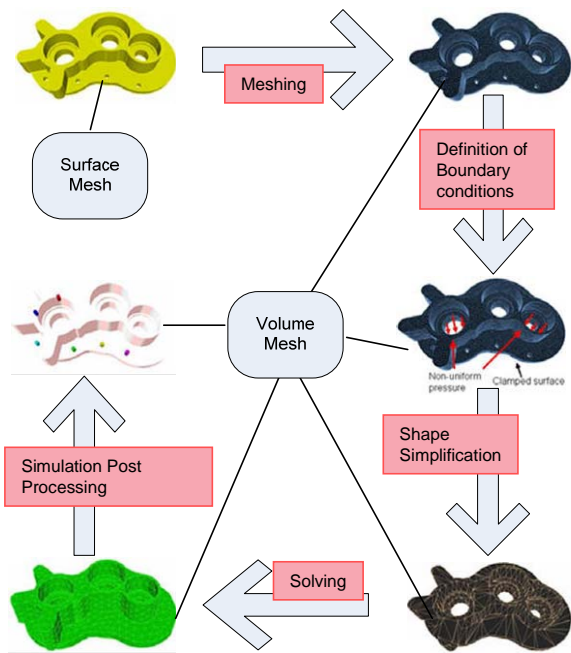 Meshing
Surface
Mesh
Definition of
Boundary
conditions
Volume
Mesh
Non-uniform
pressure
Clamped surface
Shape
Simplification
Simulation Post
Processing
Solving